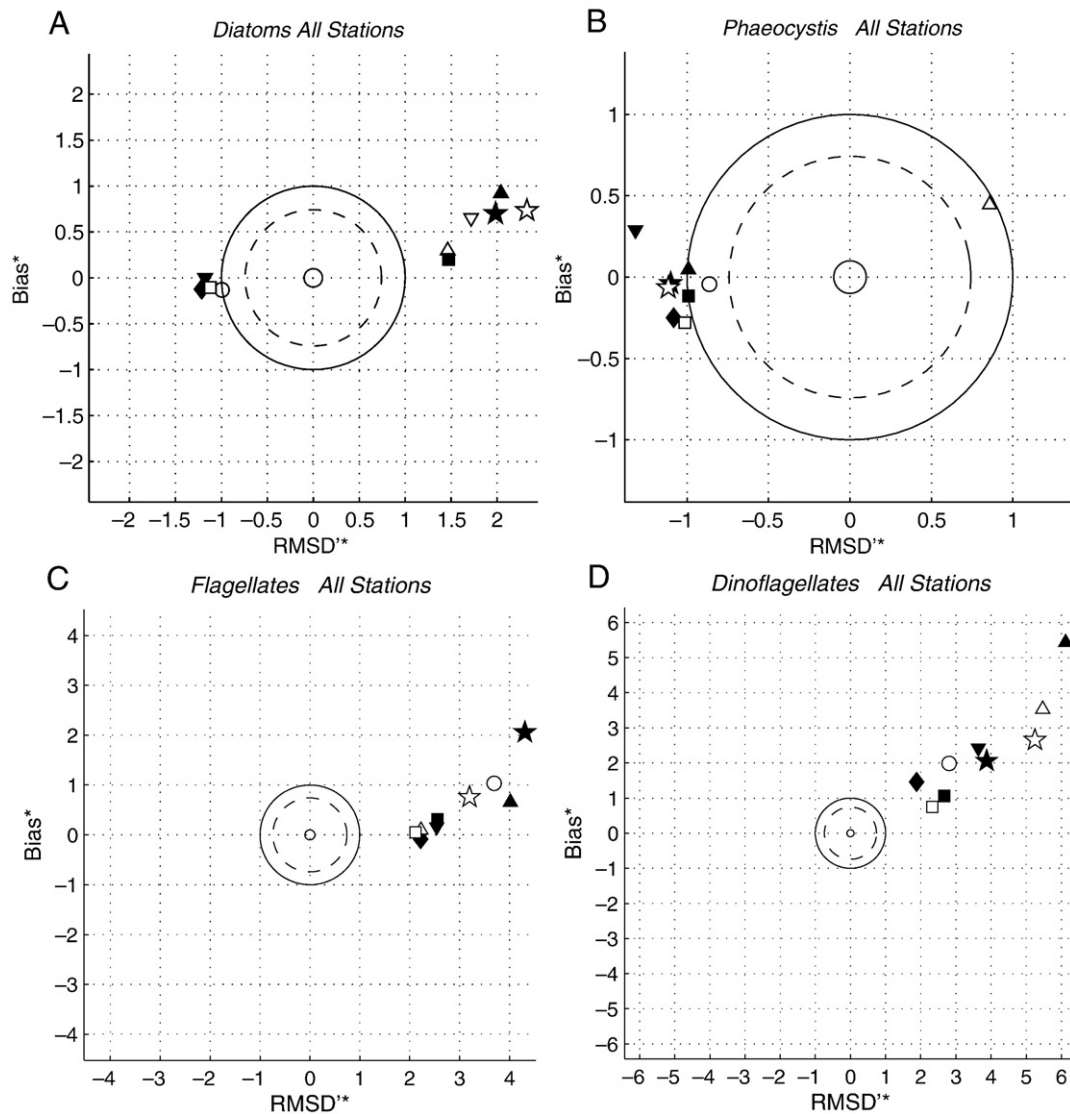 A
Diatoms All Stations
2
1.5
1
0.5
0
−0.5
−1
−1.5
−2
Bias*
−2 −1.5 −1 −0.5 0 0.5 1 1.5 2
RMSD'*
B
Phaeocystis All Stations
1
0.5
0
−0.5
−1
Bias*
−1 −0.5 0 0.5 1
RMSD'*
C
Flagellates All Stations
4
3
2
1
0
−1
−2
−3
−4
Bias*
−4 −3 −2 −1 0 1 2 3 4
RMSD'*
D
Dinoflagellates All Stations
6
5
4
3
2
1
0
−1
−2
−3
−4
−5
−6
Bias*
−6 −5 −4 −3 −2 −1 0 1 2 3 4 5 6
RMSD'*